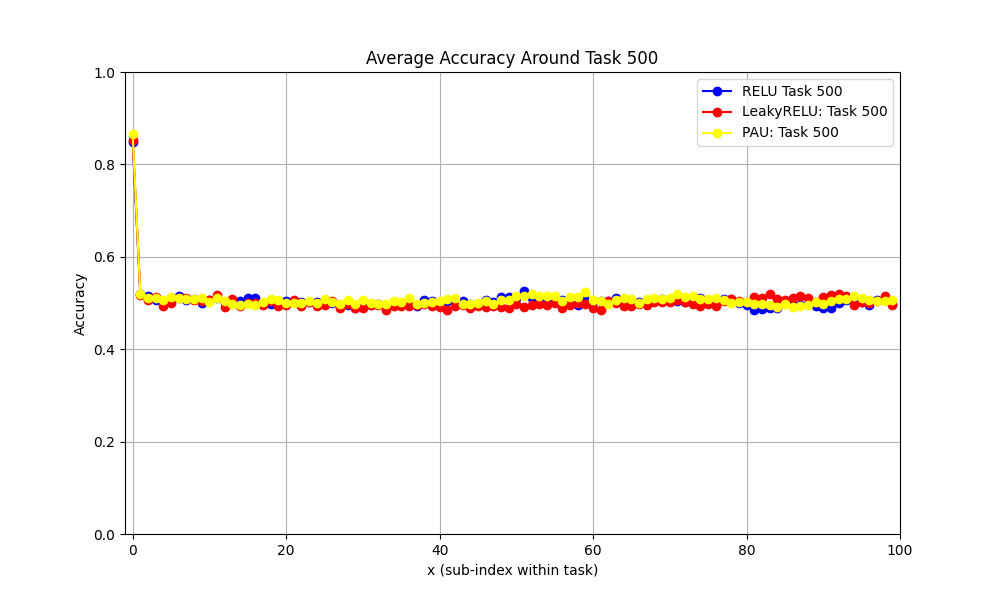 Average Accuracy Around Task 500
RELU Task 500
LeakyRELU: Task 500
PAU: Task 500
1.0
0.8
0.6
0.4
0.2
0.0
Accuracy
0 20 40 60 80 100
x (sub-index within task)